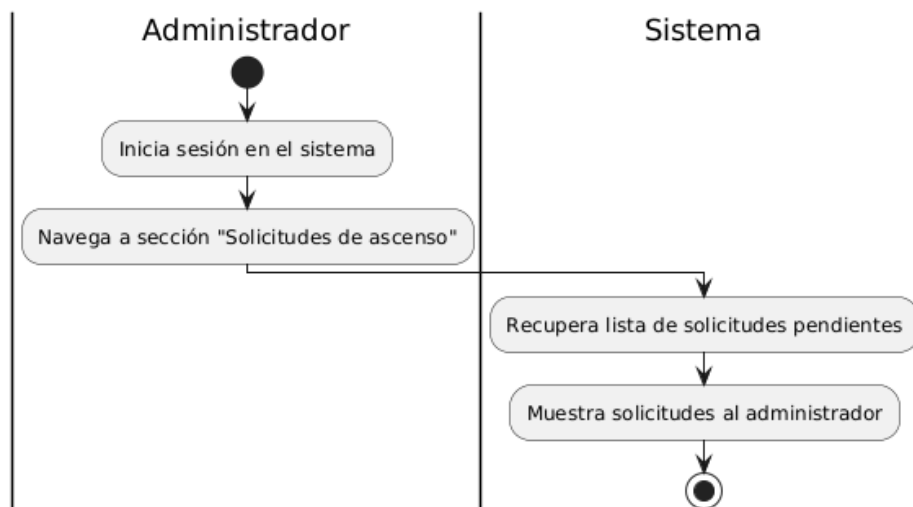 Administrador
Sistema
Inicia sesión en el sistema
Navega a sección "Solicitudes de ascenso"
Recupera lista de solicitudes pendientes
Muestra solicitudes al administrador